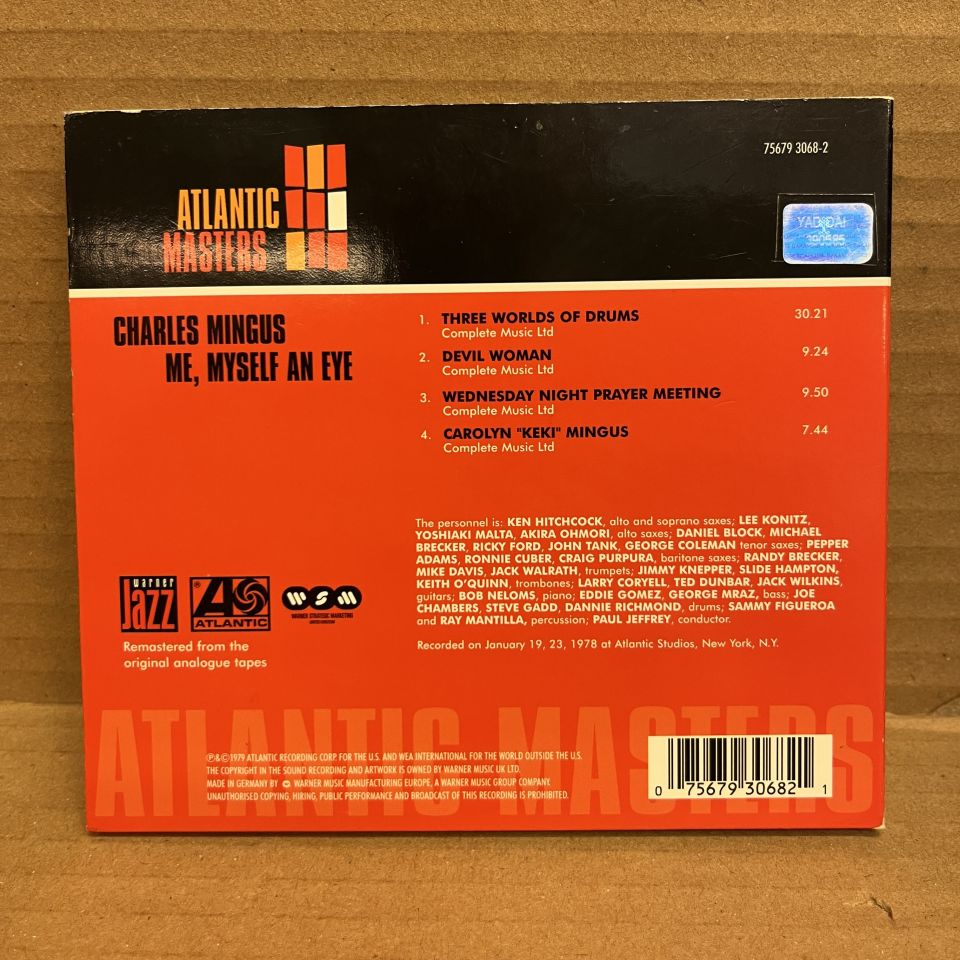 75679 3068-2
ATLANTIC
MASTERS
YADIDAI
CHARLES MINGUS
ME, MYSELF AN EYE
1. THREE WORLDS OF DRUMS 30.21
Complete Music Ltd
2. DEVIL WOMAN 9.24
Complete Music Ltd
3. WEDNESDAY NIGHT PRAYER MEETING 9.50
Complete Music Ltd
4. CAROLYN "KEKI" MINGUS 7.44
Complete Music Ltd
The personnel is: KEN HITCHCOCK, alto and soprano saxes; LEE KONITZ,
YOSHIAKI MALTA, AKIRA OHMORI, alto saxes; DANIEL BLOCK, MICHAEL
BRECKER, RICKY FORD, JOHN TANK, GEORGE COLEMAN tenor saxes; PEPPER
ADAMS, RONNIE CUBER, CRAIG PURPURA, baritone saxes; RANDY BRECKER,
MIKE DAVIS, JACK WALRATH, trumpets; JIMMY KNEPPER, SLIDE HAMPTON,
KEITH O'QUINN, trombones; LARRY CORYELL, TED DUNBAR, JACK WILKINS,
guitars; BOB NELOMS, piano; EDDIE GOMEZ, GEORGE MRAZ, bass; JOE
CHAMBERS, STEVE GADD, DANNIE RICHMOND, drums; SAMMY FIGUEROA
and RAY MANTILLA, percussion; PAUL JEFFREY, conductor.
Recorded on January 19, 23, 1978 at Atlantic Studios, New York, N.Y.
warner
Jazz
ATLANTIC
WSM
WARNER STRATEGIC MARKETING
UNITED KINGDOM
Remastered from the
original analogue tapes
ATLANTIC MASTERS
℗&©1979 ATLANTIC RECORDING CORP. FOR THE U.S. AND WEA INTERNATIONAL FOR THE WORLD OUTSIDE THE U.S.
THE COPYRIGHT IN THE SOUND RECORDING AND ARTWORK IS OWNED BY WARNER MUSIC UK LTD.
MADE IN GERMANY BY WARNER MUSIC MANUFACTURING EUROPE, A WARNER MUSIC GROUP COMPANY.
UNAUTHORISED COPYING, HIRING, PUBLIC PERFORMANCE AND BROADCAST OF THIS RECORDING IS PROHIBITED.
0 75679 30682 1